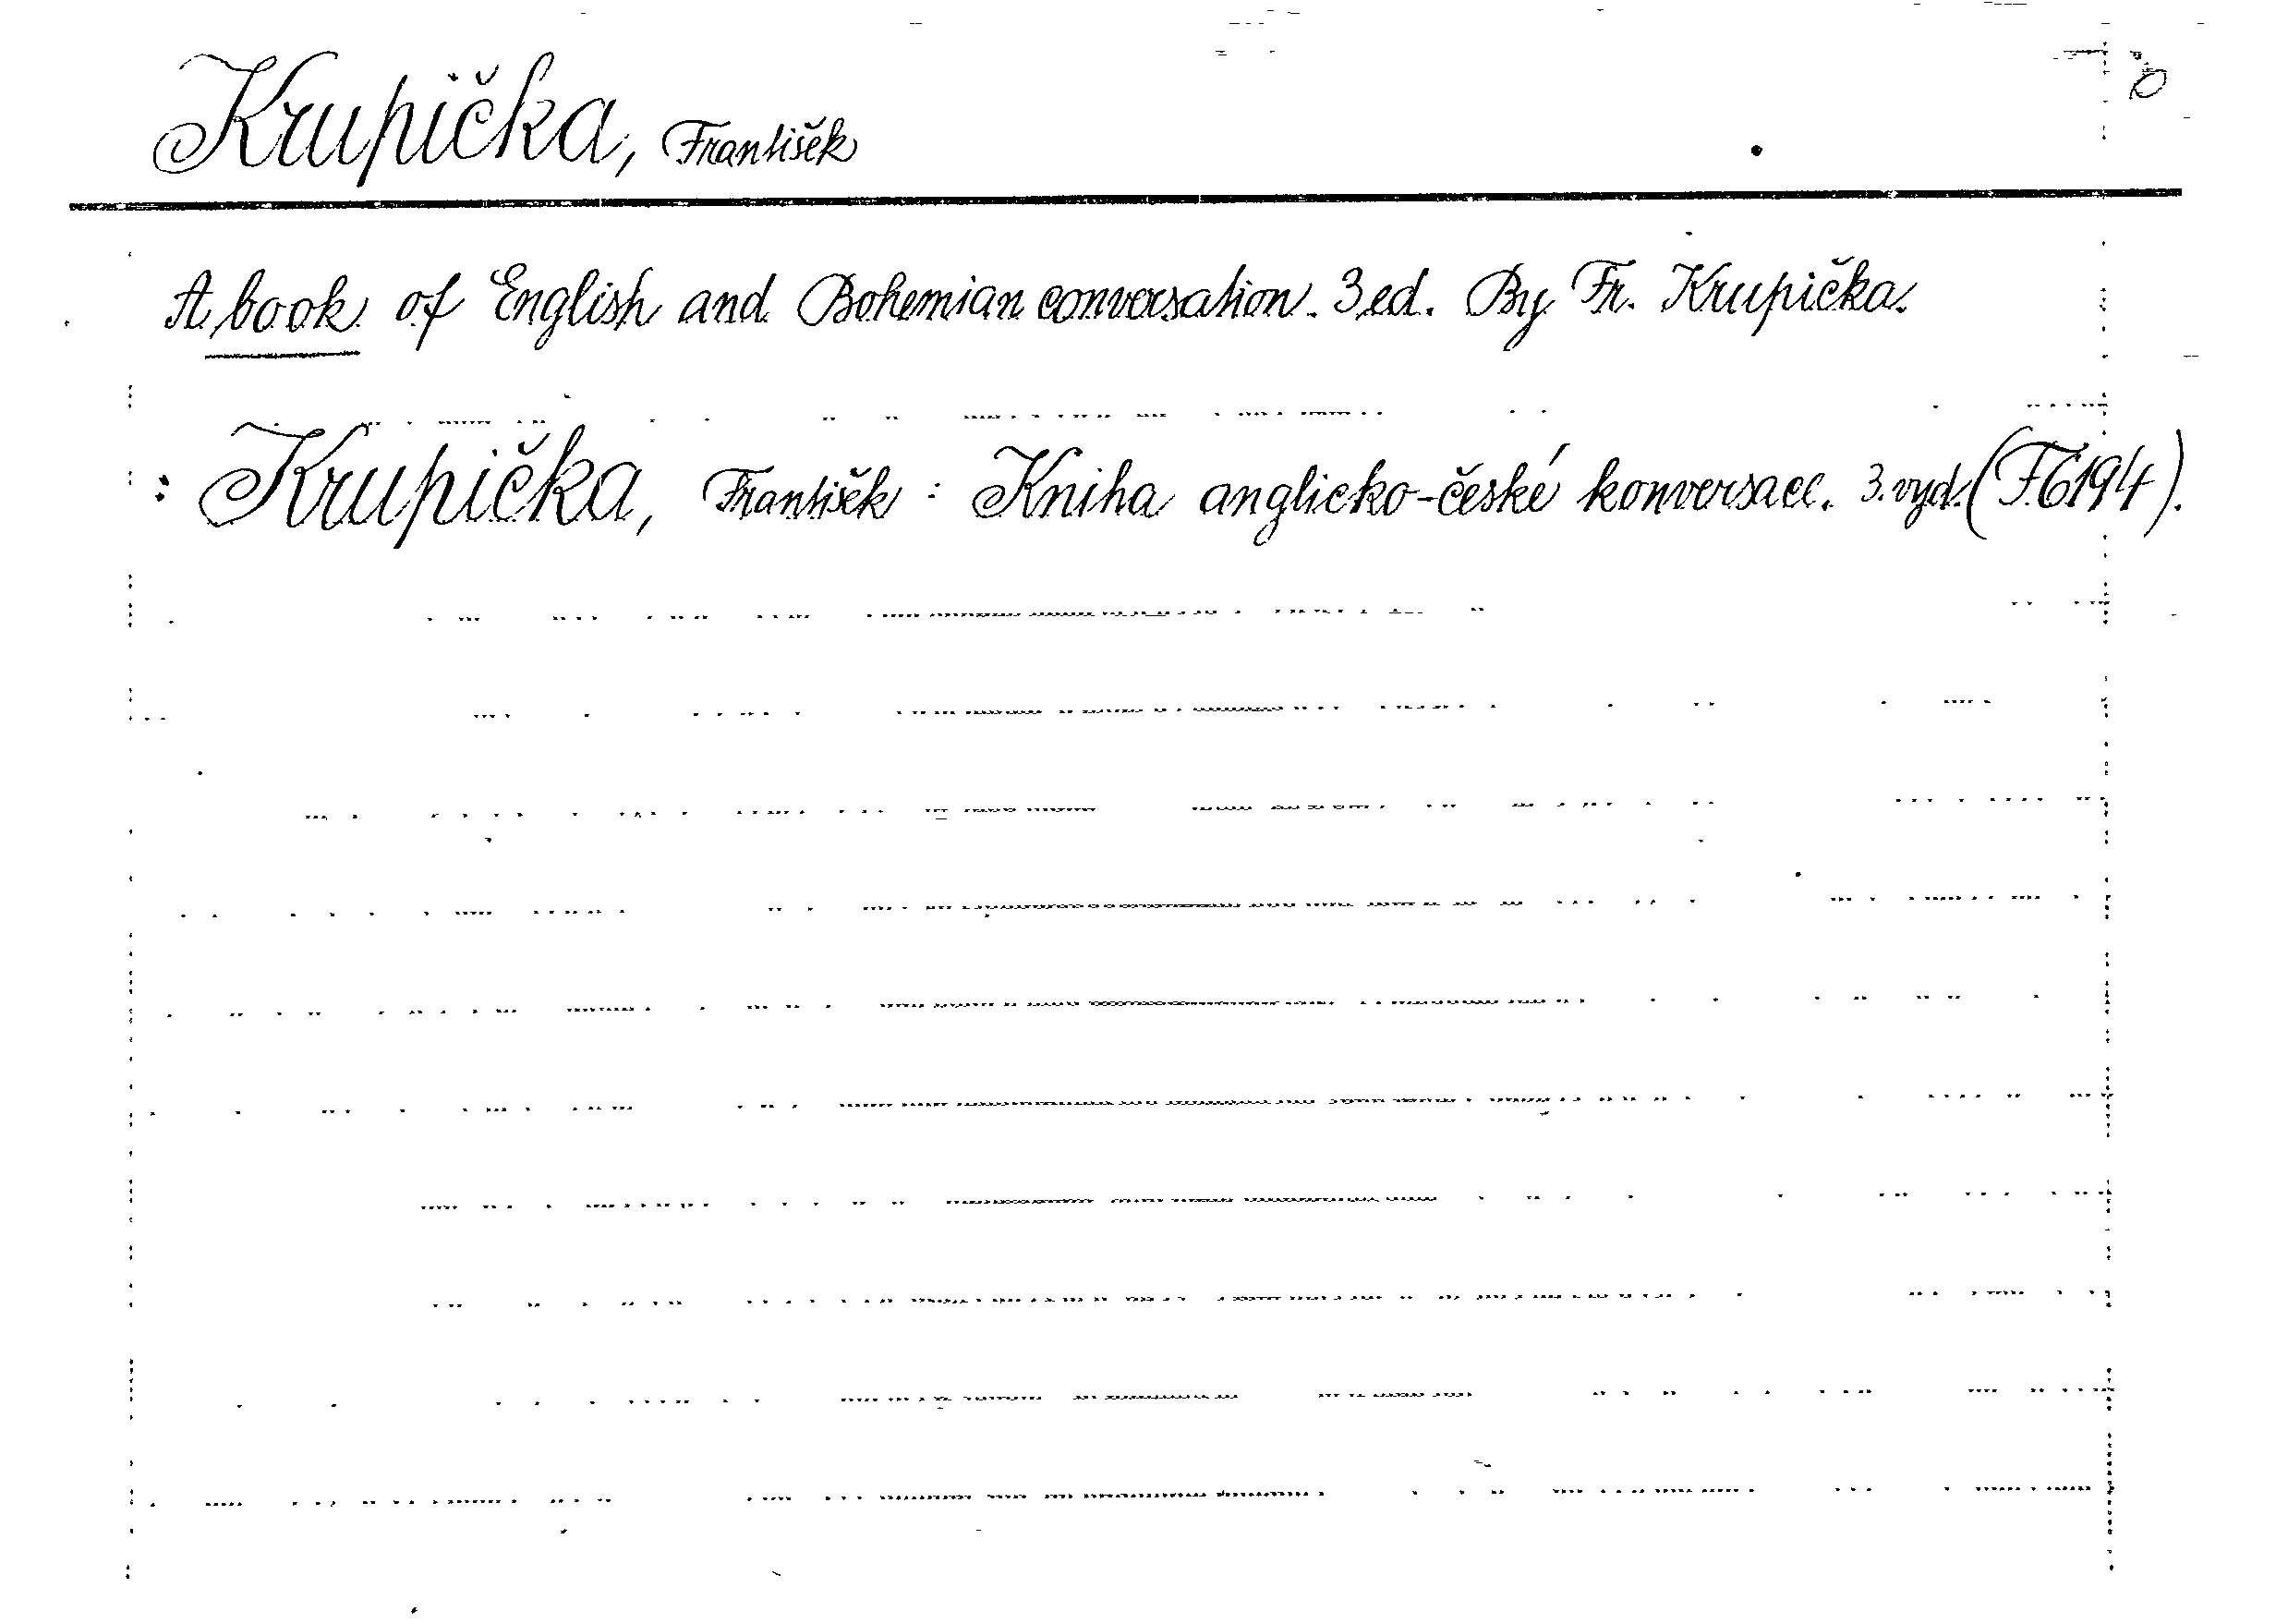 Krupička, František
A book of English and Bohemian conversation. 3 ed. By Fr. Krupička.
: Krupička, František : Kniha anglicko-české konversace. 3. vyd. (F6194).